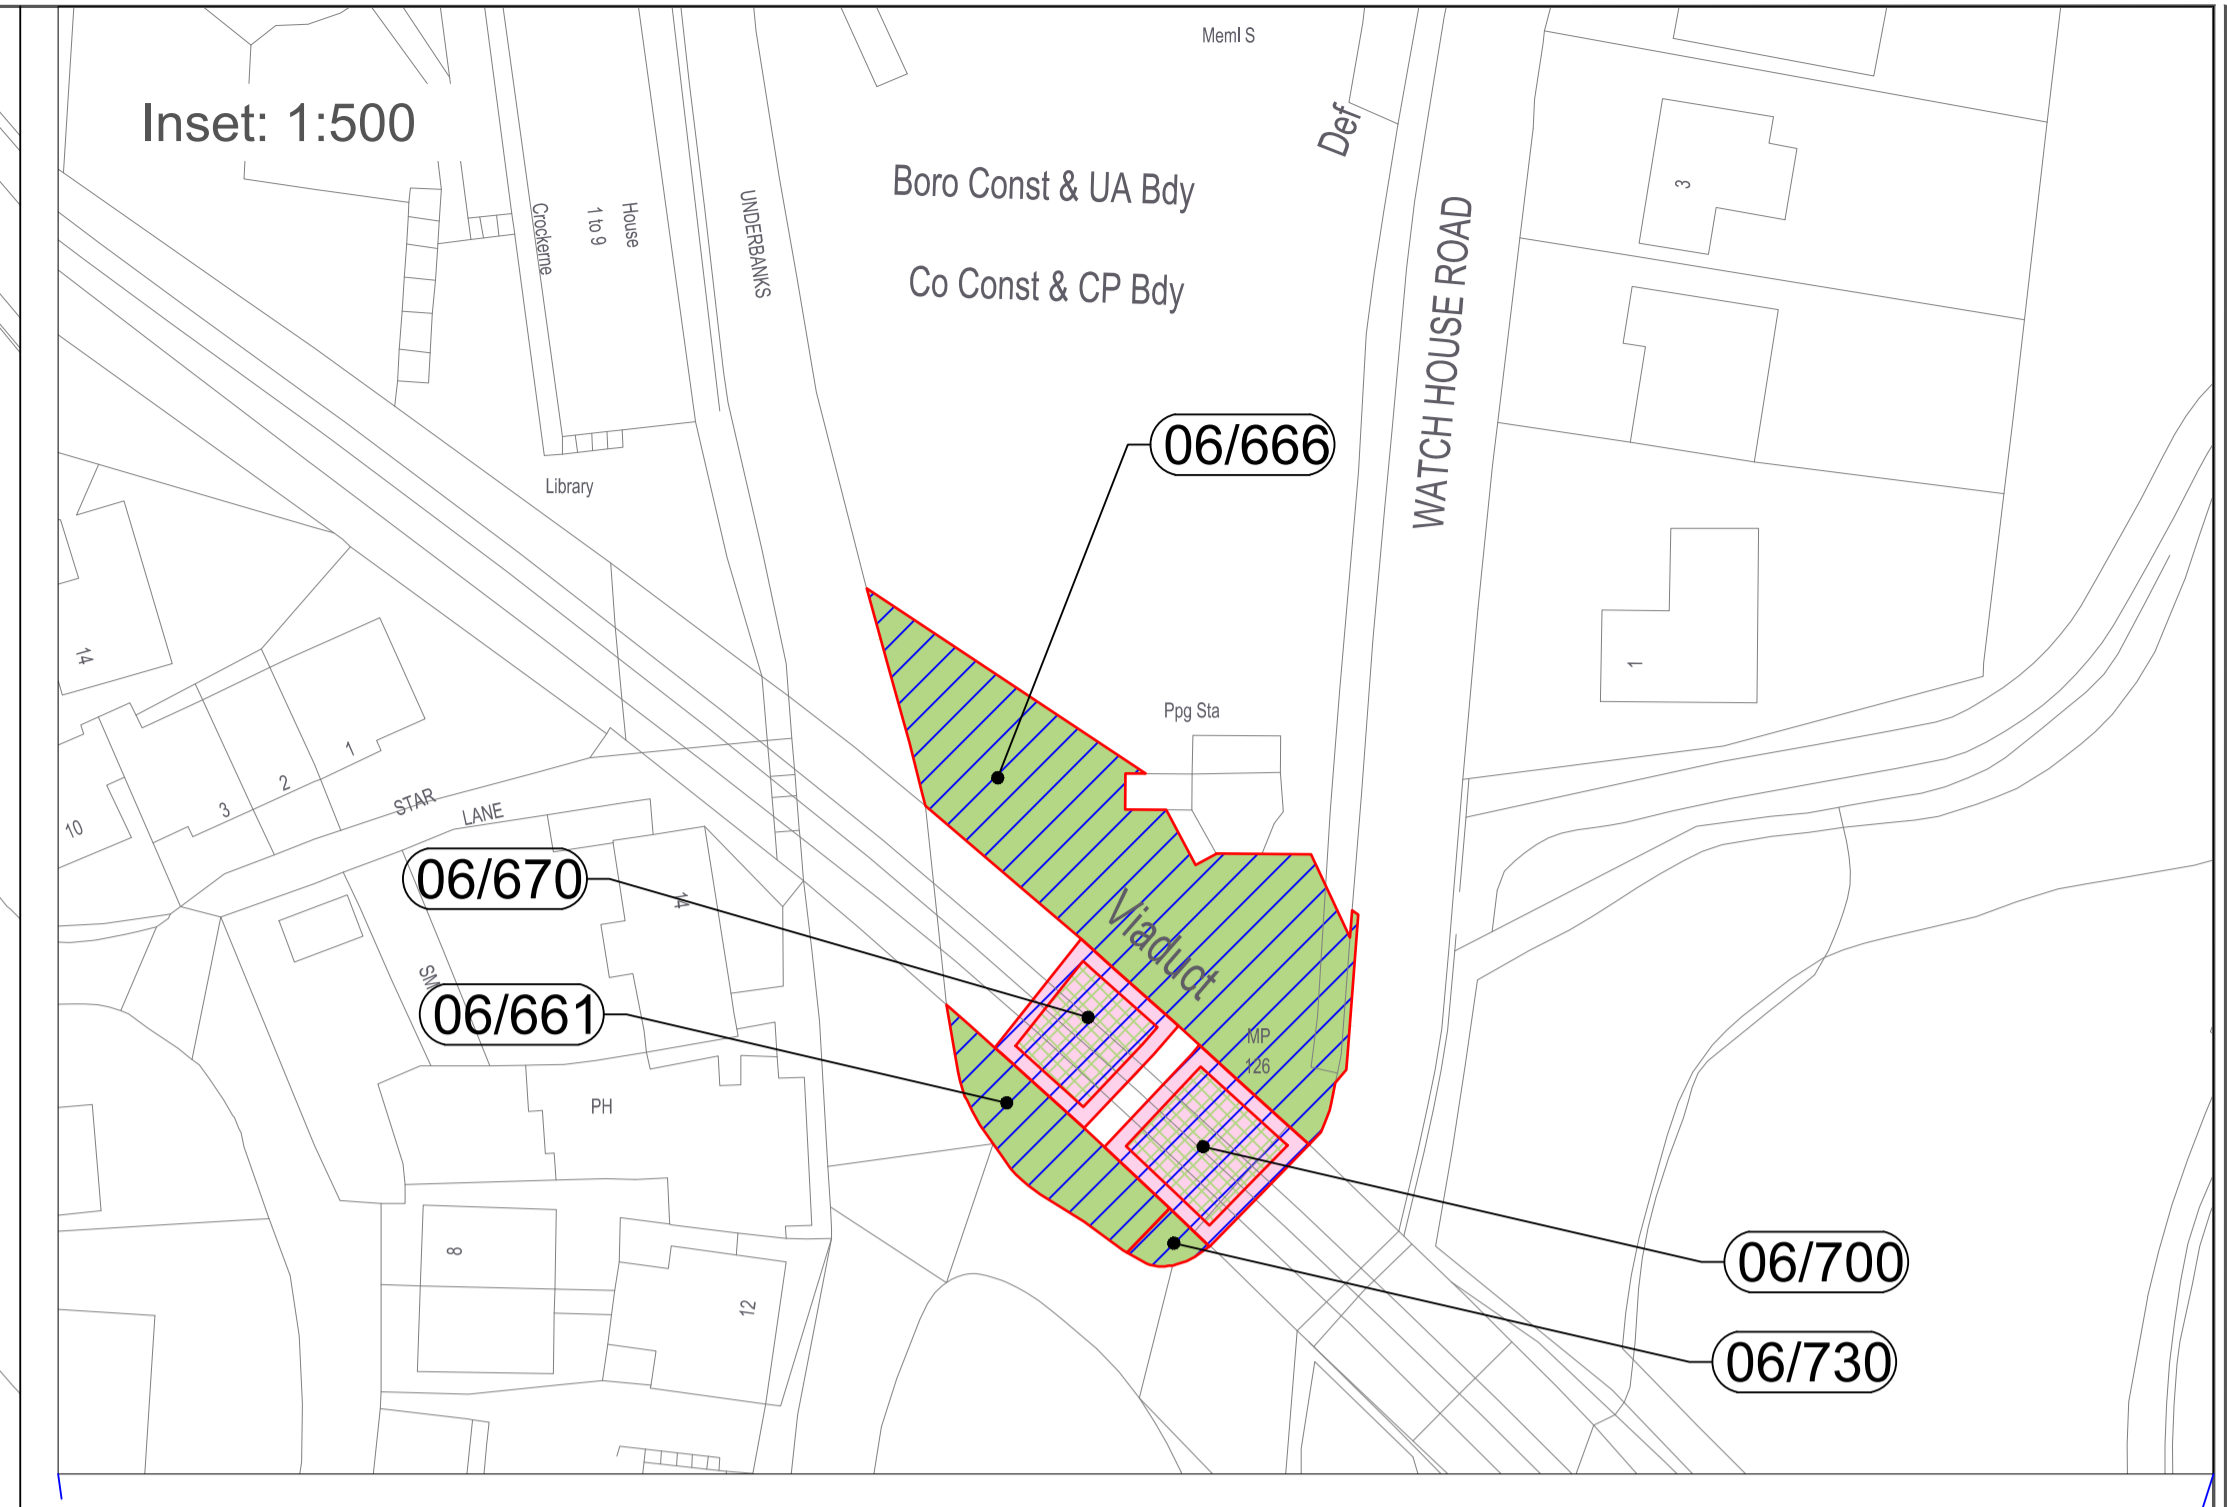 Meml S
Inset: 1:500
Def
Boro Const & UA Bdy
Co Const & CP Bdy
Crockerne
1 to 9
House
UNDERBANKS
WATCH HOUSE ROAD
3
06/666
Library
14
1
Ppg Sta
1
2
3
10
STAR
LANE
06/670
14
Viaduct
SM
06/661
MP
126
PH
8
12
06/700
06/730